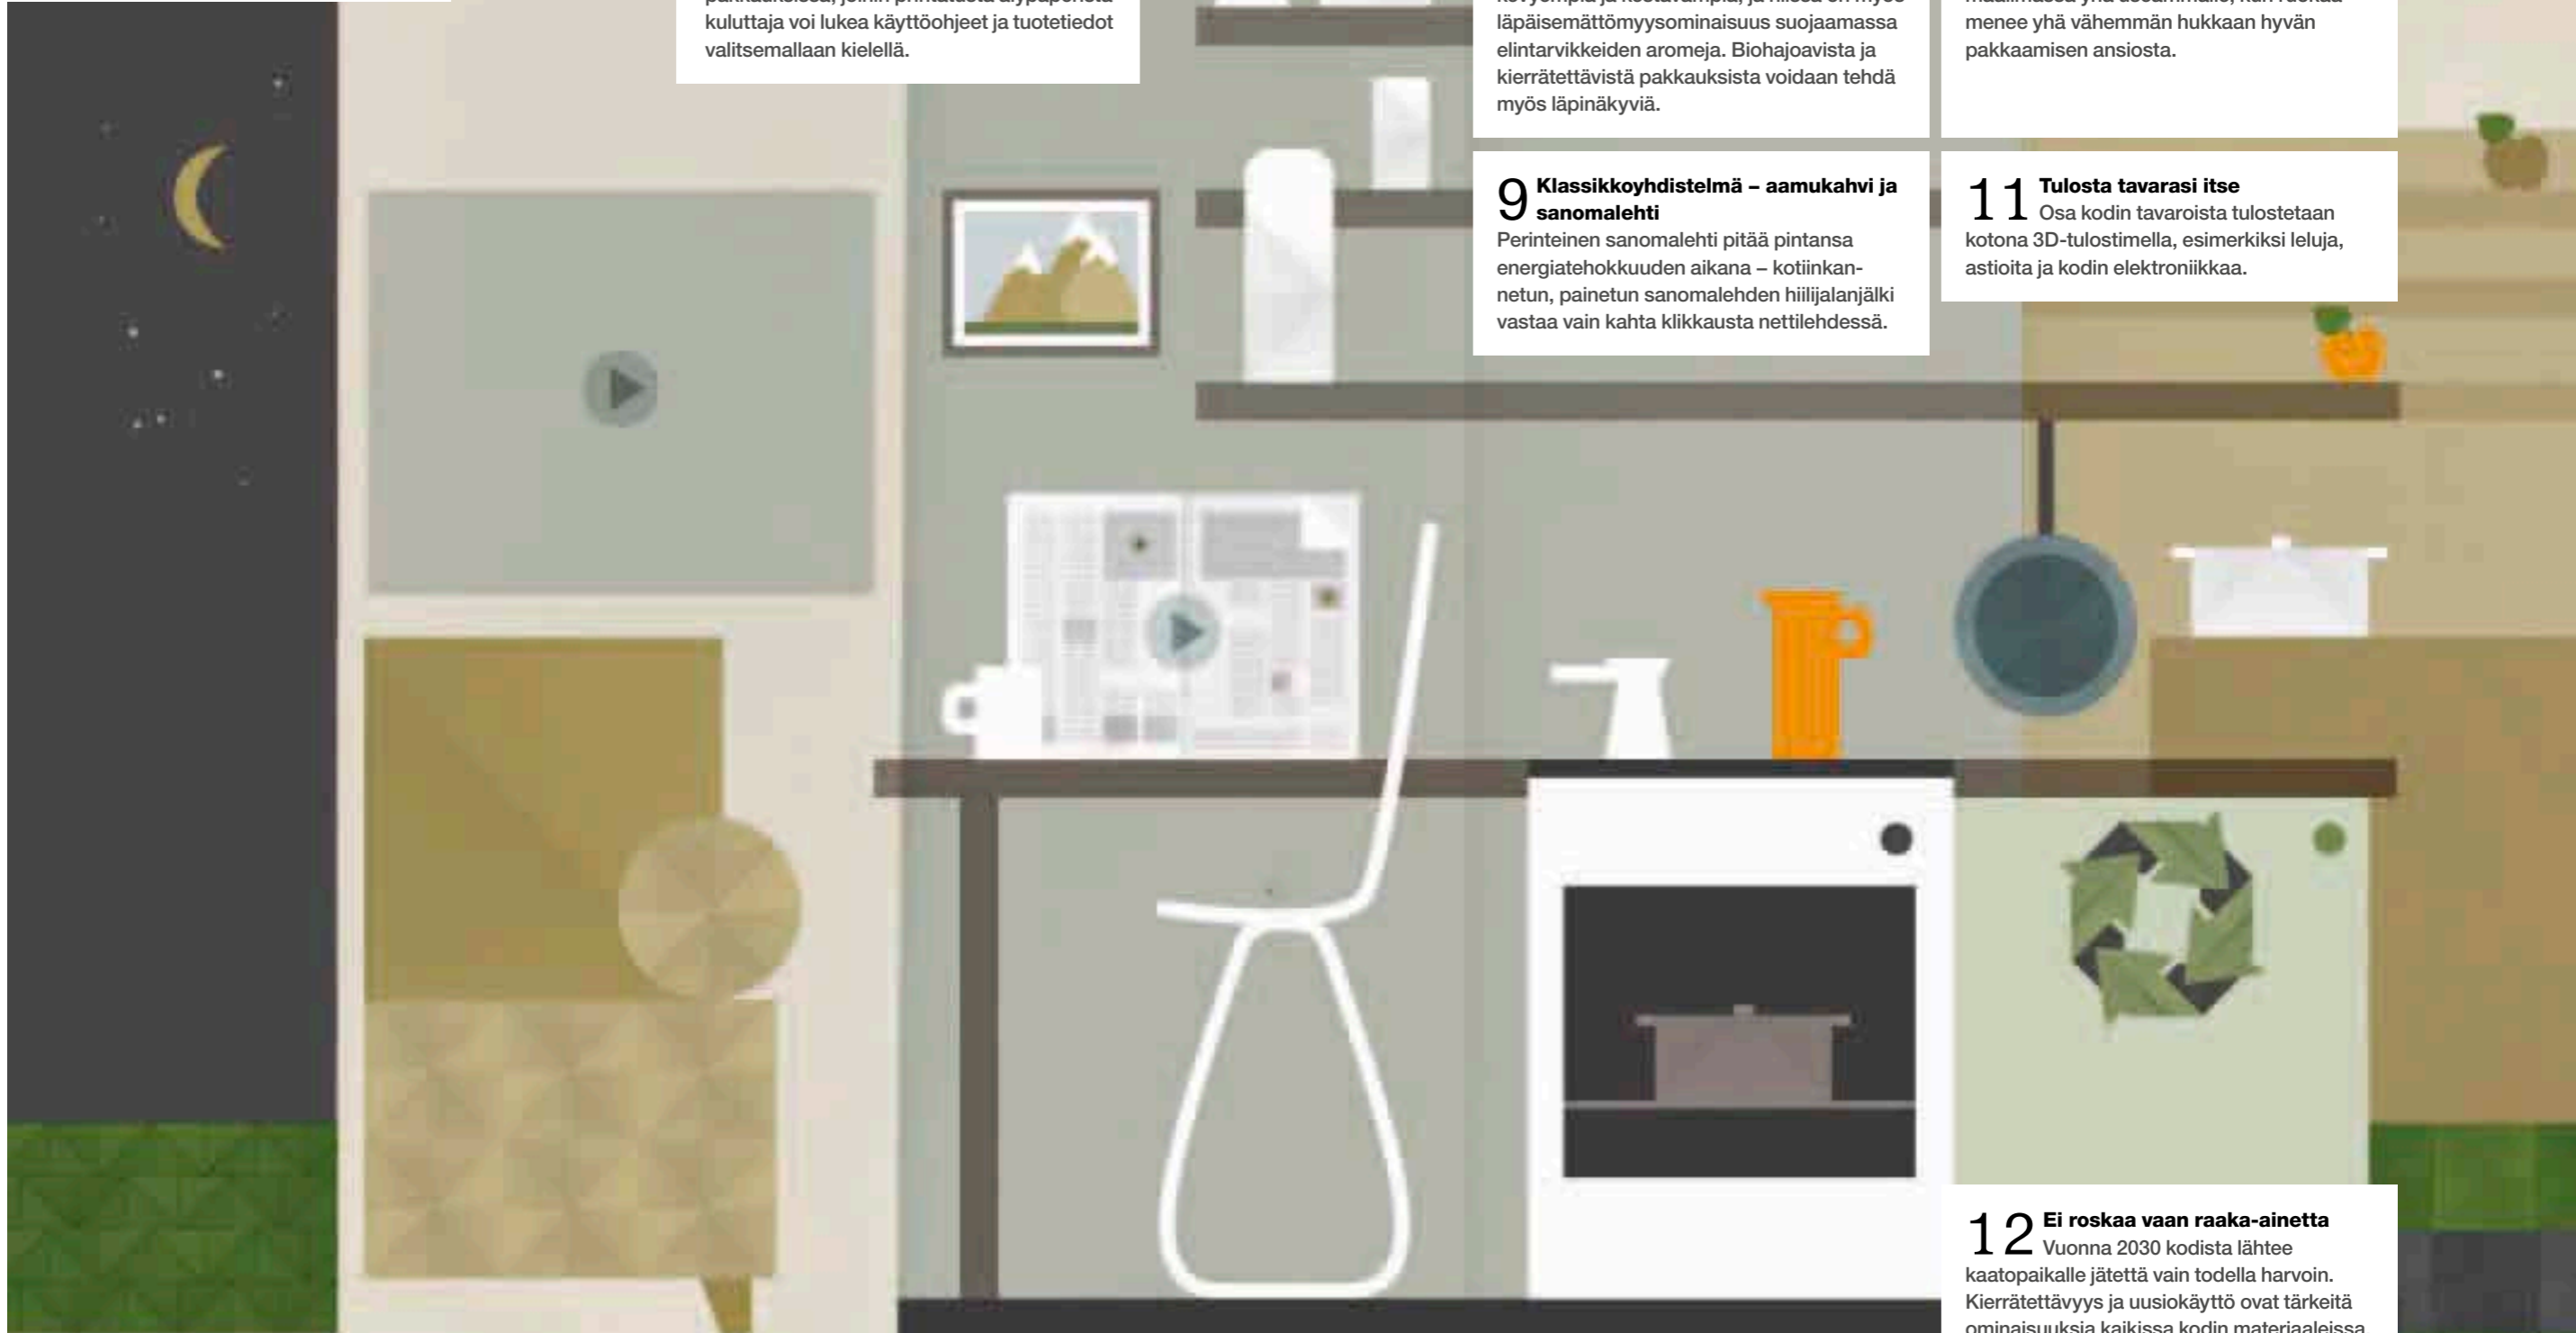 kuluttaja voi lukea käyttöohjeet ja tuotetiedot
valitsemallaan kielellä.
läpäisemättömyysominaisuus suojaamassa
elintarvikkeiden aromeja. Biohajoavista ja
kierrätettävistä pakkauksista voidaan tehdä
myös läpinäkyviä.
menee yhä vähemmän hukkaan hyvän
pakkaamisen ansiosta.
9 Klassikkoyhdistelmä – aamukahvi ja
sanomalehti
Perinteinen sanomalehti pitää pintansa
energiatehokkuuden aikana – kotiinkan-
netun, painetun sanomalehden hiilijalanjälki
vastaa vain kahta klikkausta nettilehdessä.
11 Tulosta tavarasi itse
Osa kodin tavaroista tulostetaan
kotona 3D-tulostimella, esimerkiksi leluja,
astioita ja kodin elektroniikkaa.
12 Ei roskaa vaan raaka-ainetta
Vuonna 2030 kodista lähtee
kaatopaikalle jätettä vain todella harvoin.
Kierrätettävyys ja uusiokäyttö ovat tärkeitä
ominaisuuksia kaikissa kodin materiaaleissa